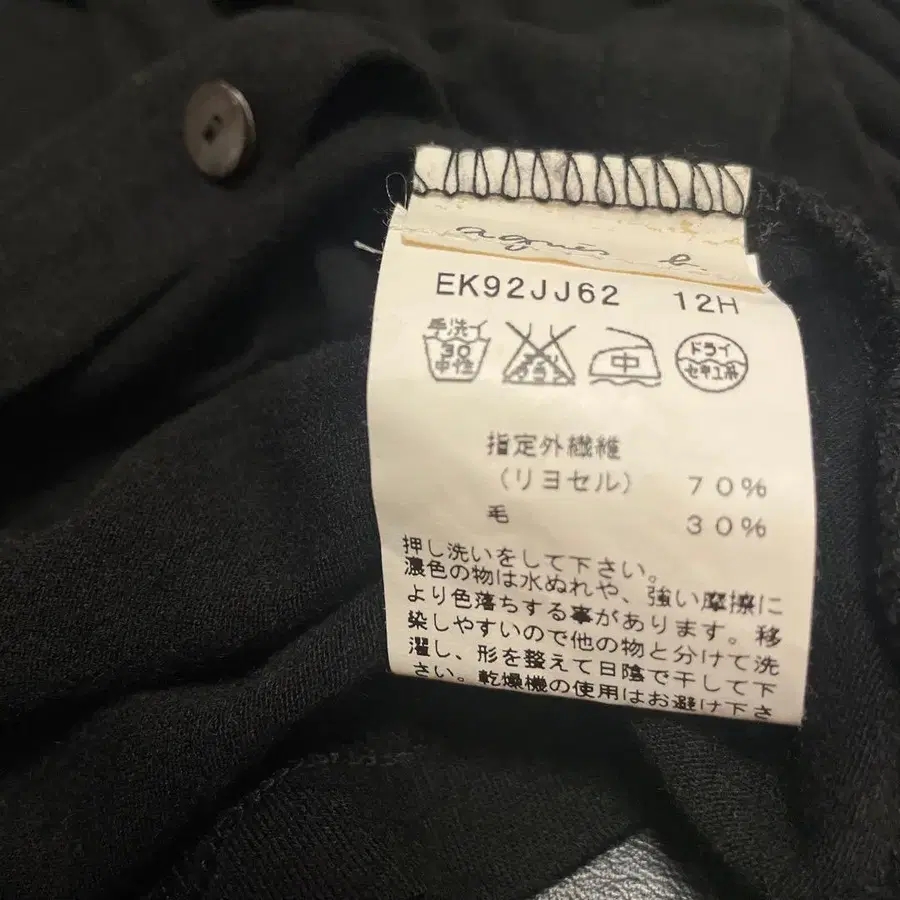 agnès b.
EK92JJ62 12H
手洗イ
30
中性
中
ドライ
セキユ系
指定外繊維
（リヨセル） 70%
毛 30%
押し洗いをして下さい。
濃色の物は水ぬれや、強い摩擦に
より色落ちする事があります。移
染しやすいので他の物と分けて洗
濯し、形を整えて日陰で干して下
さい。乾燥機の使用はお避け下さ